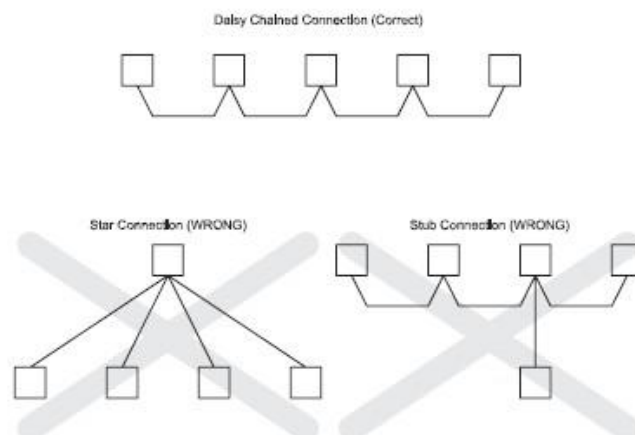 Daisy Chained Connection (Correct)
Star Connection (WRONG)
Stub Connection (WRONG)